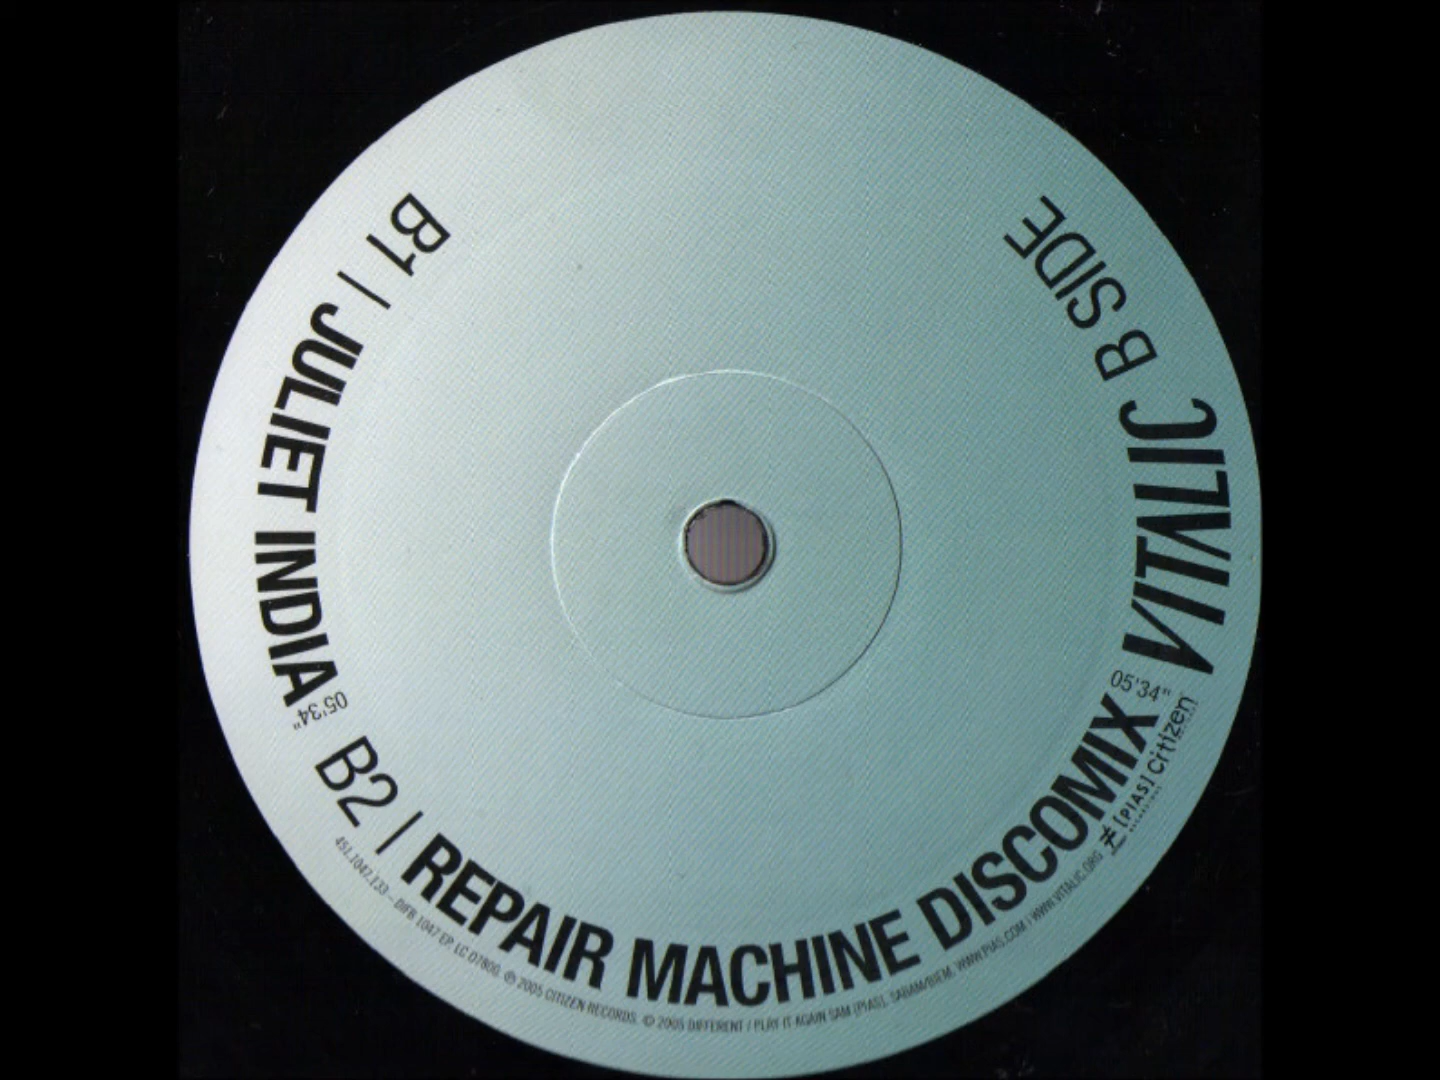 B1 | JULIET INDIA 05'34"
B2 | REPAIR MACHINE DISCOMIX 05'34"
VITALIC B SIDE
451.1047.133 – DIFB 1047 EP. LC 07800. ℗ 2005 CITIZEN RECORDS. © 2005 DIFFERENT / PLAY IT AGAIN SAM [PIAS]. SABAM/BIEM. WWW.PIAS.COM | WWW.VITALIC.ORG
≠ [PIAS] Citizen